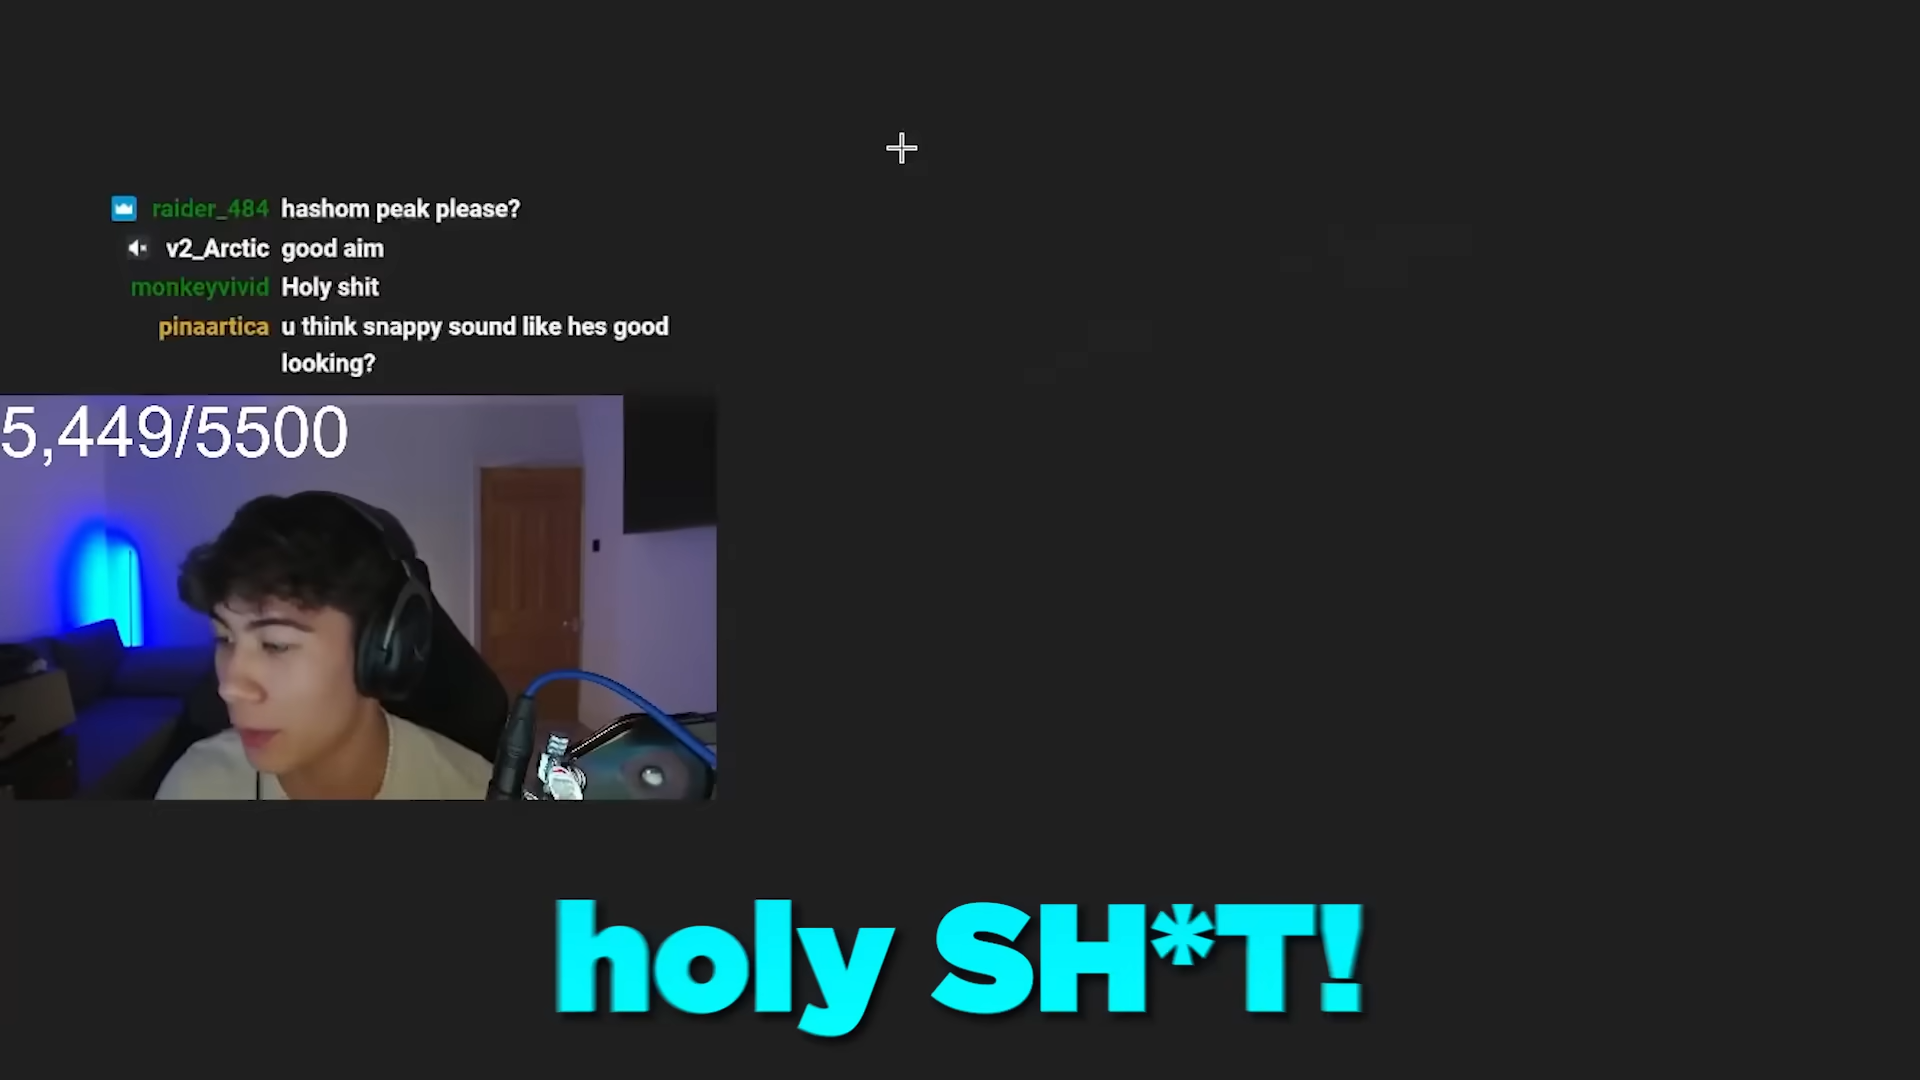 raider_484 hashom peak please?
v2_Arctic good aim
monkeyvivid Holy shit
pinaartica u think snappy sound like hes good
looking?
5,449/5500
holy SH*T!